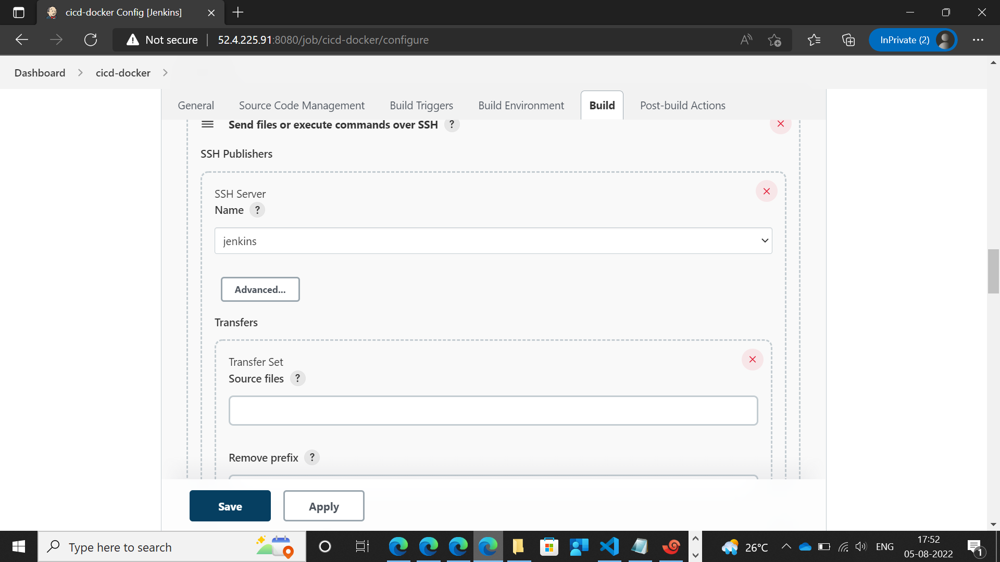 cicd-docker Config [Jenkins]
Not secure
52.4.225.91:8080/job/cicd-docker/configure
InPrivate (2)
Dashboard
cicd-docker
General
Source Code Management
Build Triggers
Build Environment
Build
Post-build Actions
Send files or execute commands over SSH ?
SSH Publishers
SSH Server
Name ?
jenkins
Advanced...
Transfers
Transfer Set
Source files ?
Remove prefix ?
Save
Apply
Type here to search
26°C
ENG
17:52
05-08-2022
1